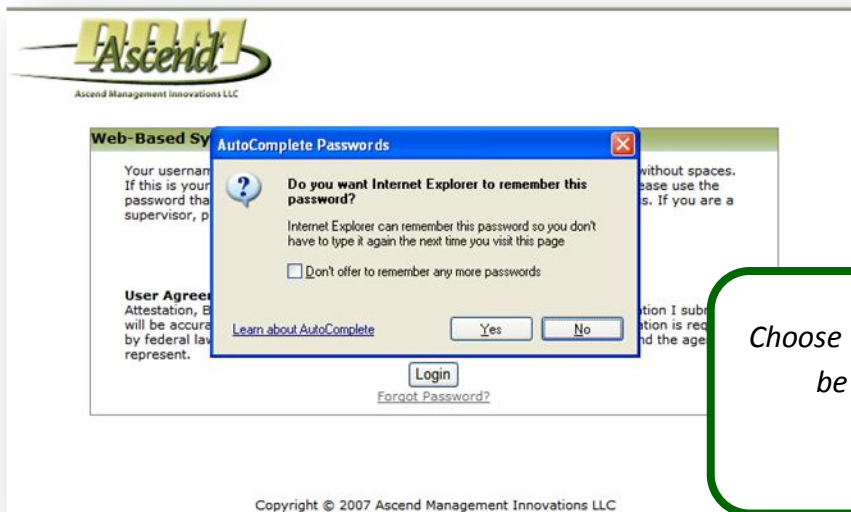 Ascend
Ascend Management Innovations LLC
Web-Based Sy
AutoComplete Passwords
Your usernam
without spaces.
If this is your
ease use the
password tha
s. If you are a
supervisor, p
Do you want Internet Explorer to remember this
password?
Internet Explorer can remember this password so you don't
have to type it again the next time you visit this page
Don't offer to remember any more passwords
User Agreer
Attestation, B
tion I subr
will be accura
ation is req
by federal law
nd the age
represent.
Learn about AutoComplete
Yes
No
Login
Forgot Password?
Choose
be
Copyright © 2007 Ascend Management Innovations LLC